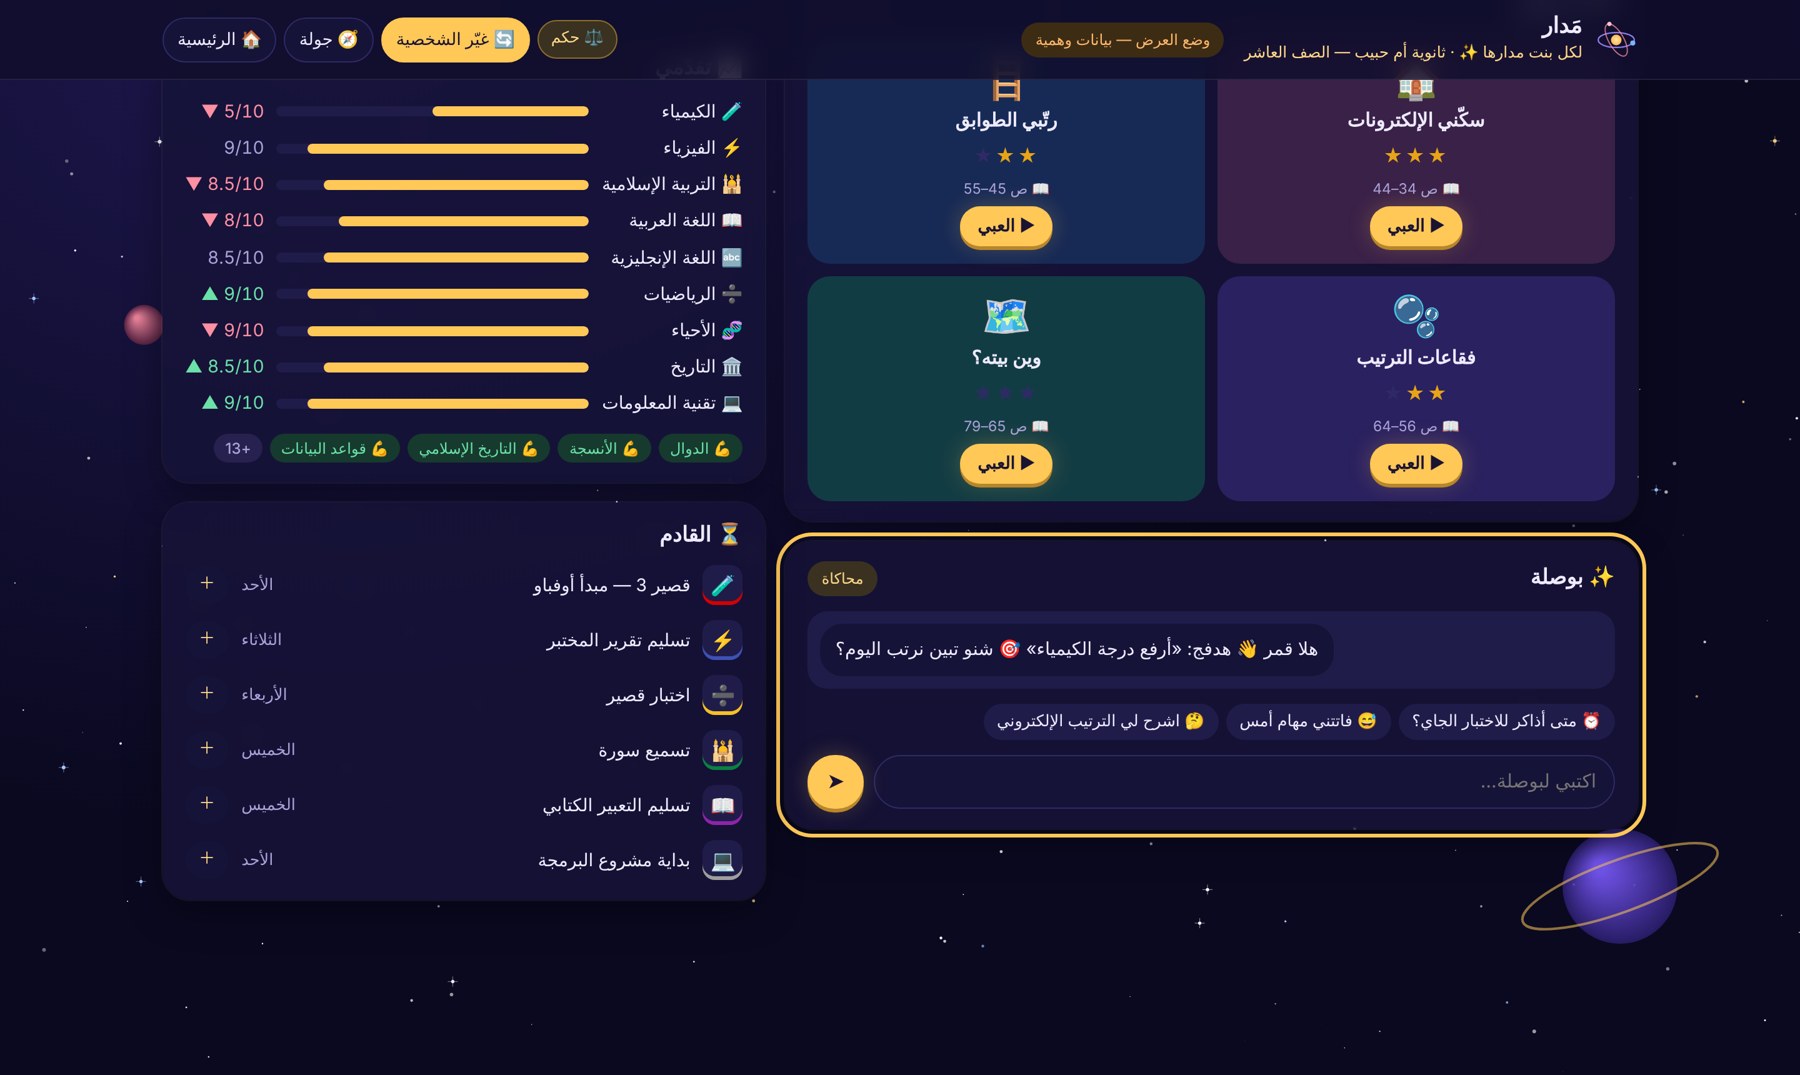 مَدار
لكل بنت مدارها ✨ · ثانوية أم حبيب — الصف العاشر
وضع العرض — بيانات وهمية
⚖️ حكم
🔄 غيّر الشخصية
🧭 جولة
🏠 الرئيسية
سكّني الإلكترونات
★★★
📖 ص 34–44
▶ العبي
رتّبي الطوابق
★★★
📖 ص 45–55
▶ العبي
فقاعات الترتيب
★★★
📖 ص 56–64
▶ العبي
وين بيته؟
★★★
📖 ص 65–79
▶ العبي
✨ بوصلة
محاكاة
هلا قمر 👋 هدفج: «أرفع درجة الكيمياء» 🎯 شنو تبين نرتب اليوم؟
⏰ متى أذاكر للاختبار الجاي؟
😅 فاتتني مهام أمس
🤔 اشرح لي الترتيب الإلكتروني
اكتبي لبوصلة...
تقدّمي
🧪 الكيمياء 5/10 ▼
⚡ الفيزياء 9/10
🕌 التربية الإسلامية 8.5/10 ▼
📖 اللغة العربية 8/10 ▼
🔤 اللغة الإنجليزية 8.5/10
➗ الرياضيات 9/10 ▲
🧬 الأحياء 9/10 ▼
🏛️ التاريخ 8.5/10 ▲
💻 تقنية المعلومات 9/10 ▲
💪 الدوال
💪 الأنسجة
💪 التاريخ الإسلامي
💪 قواعد البيانات
+13
⏳ القادم
🧪 قصير 3 — مبدأ أوفباو الأحد +
⚡ تسليم تقرير المختبر الثلاثاء +
➗ اختبار قصير الأربعاء +
🕌 تسميع سورة الخميس +
📖 تسليم التعبير الكتابي الخميس +
💻 بداية مشروع البرمجة الأحد +